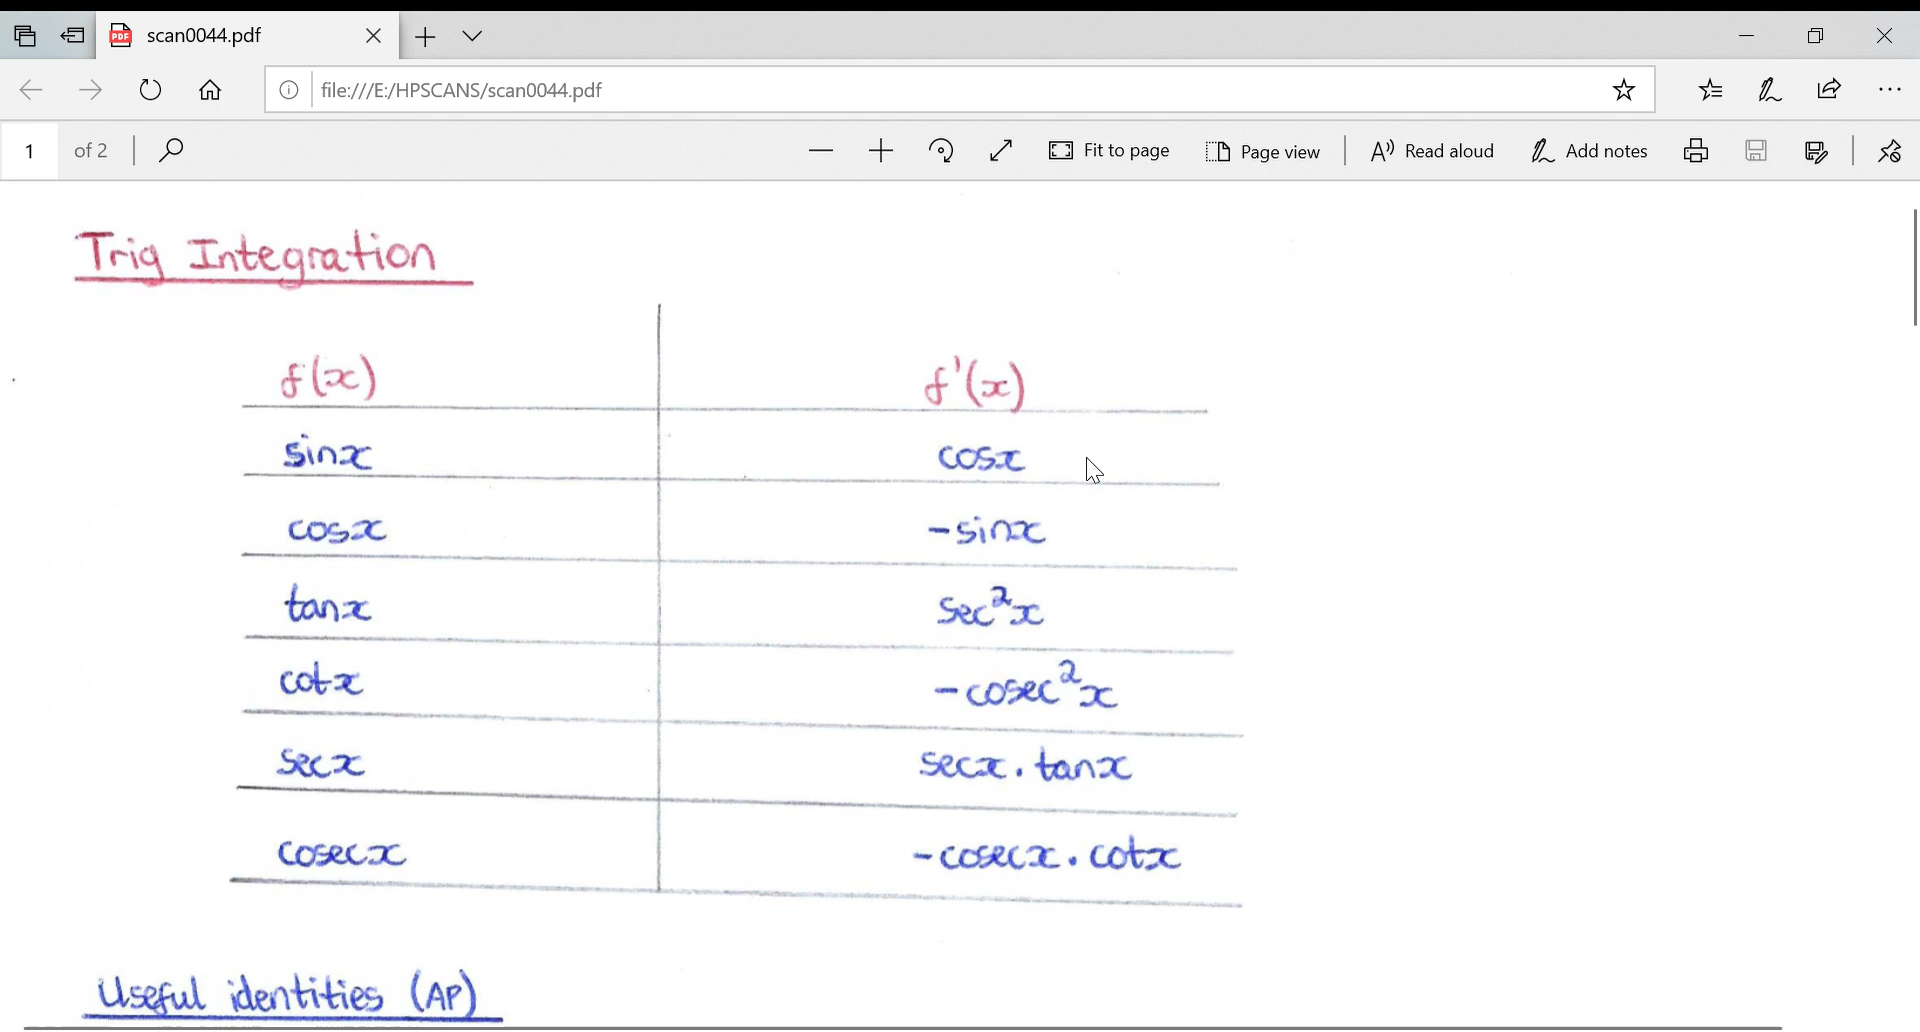 scan0044.pdf
file:///E:/HPSCANS/scan0044.pdf
1 of 2 Fit to page Page view Read aloud Add notes
Trig Integration
f(x) f'(x)
sinx cosx
cosx -sinx
tanx sec²x
cotx -cosec²x
secx secx.tanx
cosecx -cosecx.cotx
Useful identities (AP)